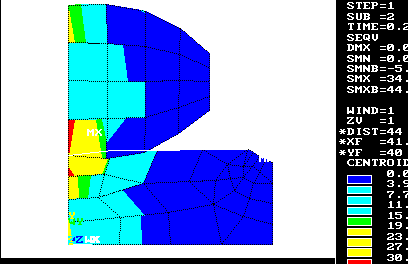 STEP=1
SUB =2
TIME=0.2
SEQV
DMX =0.0
SMN =0.0
SMNB=-5.
SMX =34.
SMXB=44.
WIND=1
ZV =1
*DIST=44
*XF =41.
*YF =40
CENTROID
0.0
3.9
7.7
11.
15.
19.
23.
27.
30.
MX